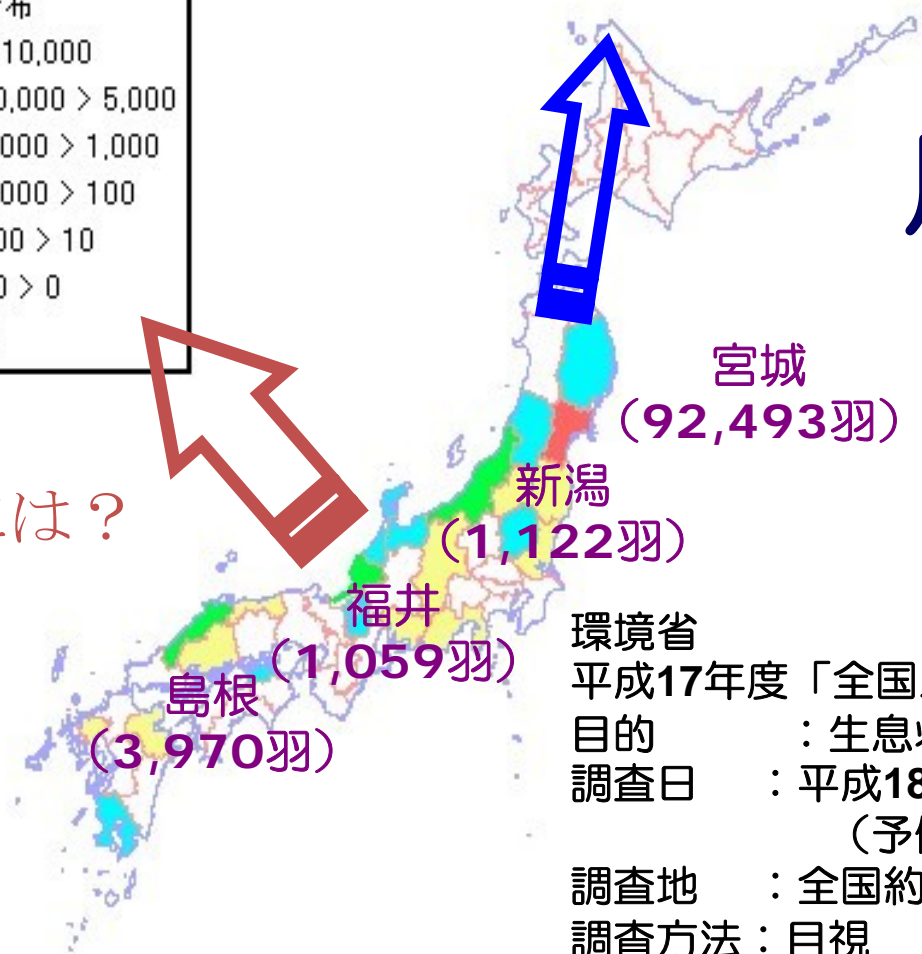 布
10,000
0,000 > 5,000
000 > 1,000
000 > 100
00 > 10
0 > 0
宮城
（92,493羽）
新潟
（1,122羽）
には？
福井
（1,059羽）
島根
（3,970羽）
環境省
平成17年度「全国
目的　　　：生息
調査日　：平成18
（予
調査地　：全国約
調査方法：目視